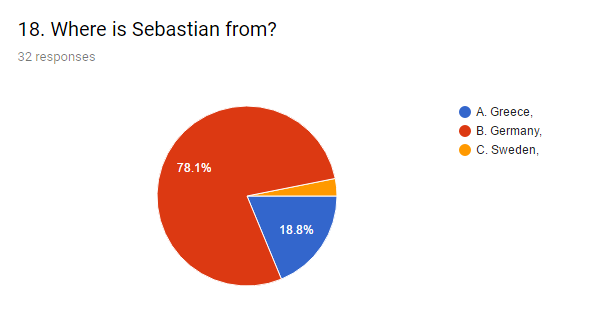 18. Where is Sebastian from?
32 responses
A. Greece,
B. Germany,
C. Sweden,
78.1%
18.8%